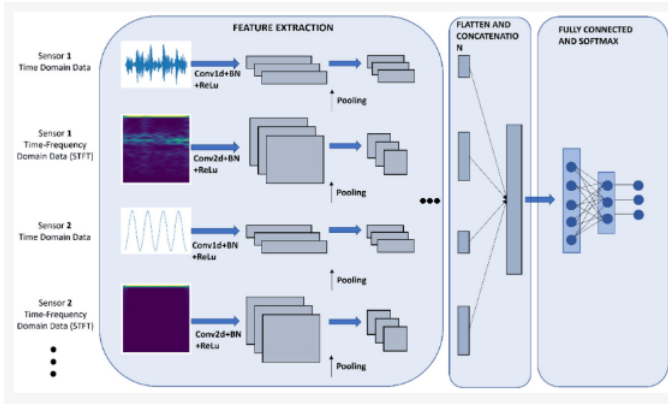 FEATURE EXTRACTION
FLATTEN AND
CONCATENATIO
N
FULLY CONNECTED
AND SOFTMAX
Sensor 1
Time Domain Data
Conv1d+BN
+ReLu
Pooling
Sensor 1
Time-Frequency
Domain Data (STFT)
Conv2d+BN
+ReLu
Pooling
Sensor 2
Time Domain Data
Conv1d+BN
+ReLu
Pooling
Sensor 2
Time-Frequency
Domain Data (STFT)
Conv2d+BN
+ReLu
Pooling